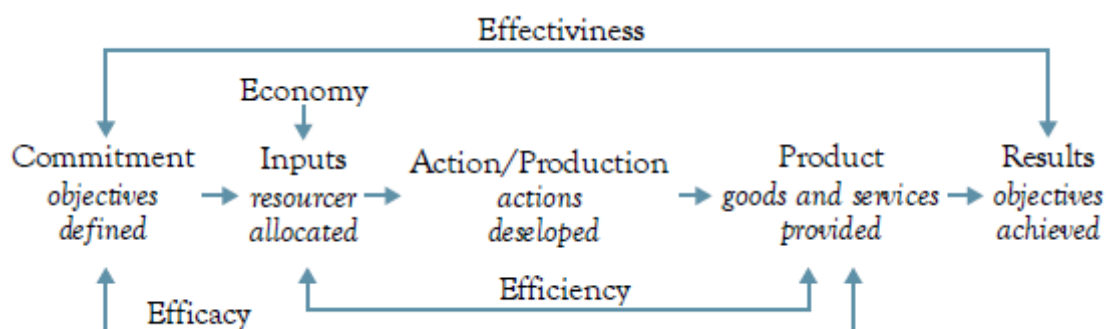 Effectiviness
Economy
Commitment
objectives
defined
Inputs
resourcer
allocated
Action/Production
actions
deseloped
Product
goods and services
provided
Results
objectives
achieved
Efficiency
Efficacy